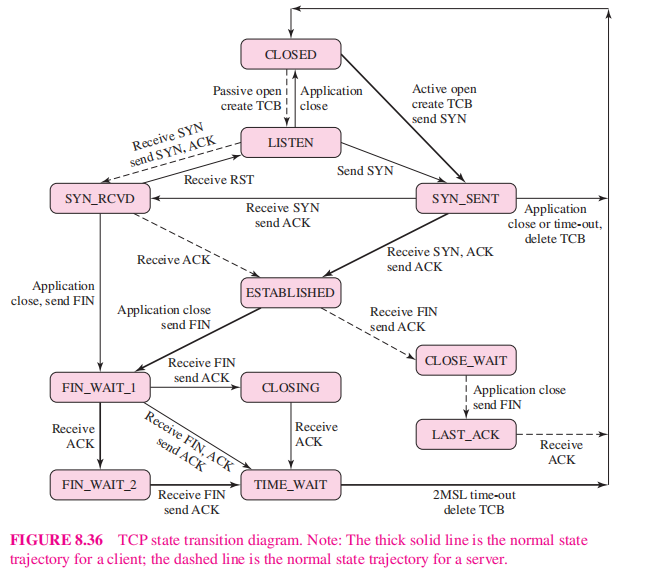 CLOSED
Passive open
create TCB
Application
close
Active open
create TCB
send SYN
Receive SYN
send SYN, ACK
LISTEN
Receive RST
Send SYN
SYN_RCVD
SYN_SENT
Receive SYN
send ACK
Application
close or time-out,
delete TCB
Receive ACK
Receive SYN, ACK
send ACK
Application
close, send FIN
ESTABLISHED
Application close
send FIN
Receive FIN
send ACK
Receive FIN
send ACK
CLOSE_WAIT
FIN_WAIT_1
CLOSING
Application close
send FIN
Receive
ACK
Receive FIN, ACK
send ACK
Receive
ACK
LAST_ACK
Receive
ACK
FIN_WAIT_2
Receive FIN
send ACK
TIME_WAIT
2MSL time-out
delete TCB
FIGURE 8.36 TCP state transition diagram. Note: The thick solid line is the normal state
trajectory for a client; the dashed line is the normal state trajectory for a server.